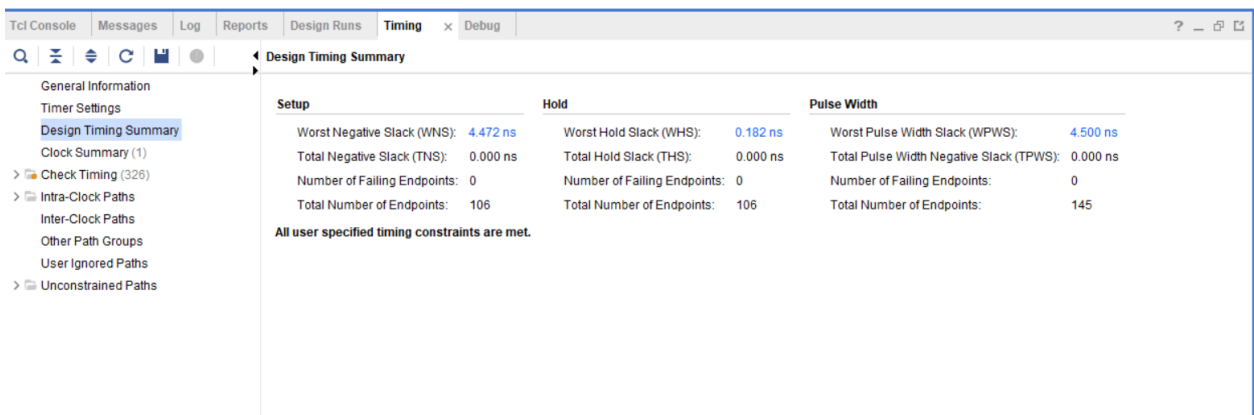 Tcl Console Messages Log Reports Design Runs Timing × Debug ?
Design Timing Summary
General Information
Timer Settings
Design Timing Summary
Clock Summary (1)
Check Timing (326)
Intra-Clock Paths
Inter-Clock Paths
Other Path Groups
User Ignored Paths
Unconstrained Paths
Setup Hold Pulse Width
Worst Negative Slack (WNS): 4.472 ns Worst Hold Slack (WHS): 0.182 ns Worst Pulse Width Slack (WPWS): 4.500 ns
Total Negative Slack (TNS): 0.000 ns Total Hold Slack (THS): 0.000 ns Total Pulse Width Negative Slack (TPWS): 0.000 ns
Number of Failing Endpoints: 0 Number of Failing Endpoints: 0 Number of Failing Endpoints: 0
Total Number of Endpoints: 106 Total Number of Endpoints: 106 Total Number of Endpoints: 145
All user specified timing constraints are met.